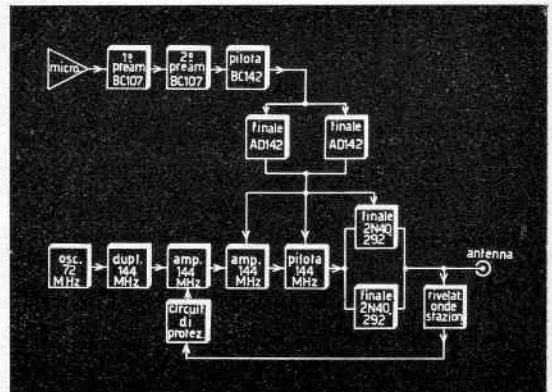 micro
1º
pream
BC107
2º
pream
BC107
pilota
BC142
finale
AD142
finale
AD142
osc.
72
MHz
dupl.
144
MHz
amp.
144
MHz
amp.
144
MHz
pilota
144
MHz
finale
2N40
292
finale
2N40
292
antenna
circuit
di
protez.
rivelat.
onde
stazion.